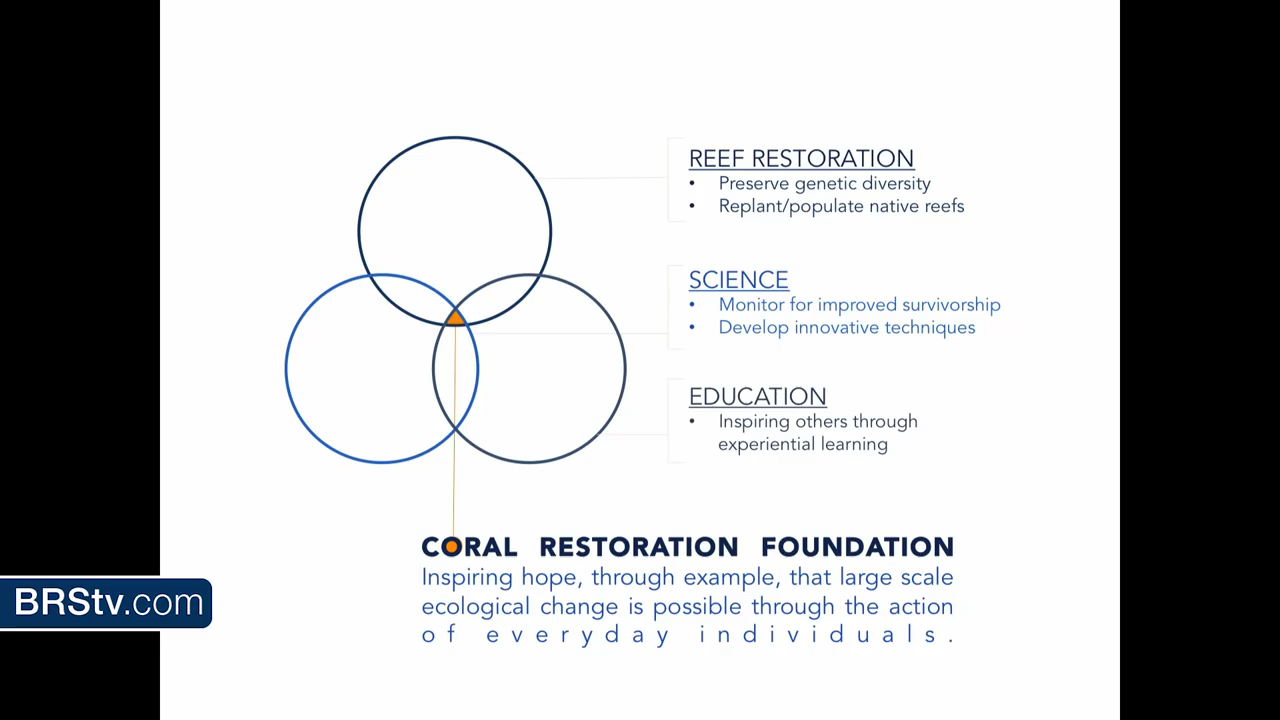 REEF RESTORATION
• Preserve genetic diversity
• Replant/populate native reefs
SCIENCE
• Monitor for improved survivorship
• Develop innovative techniques
EDUCATION
• Inspiring others through
experiential learning
CORAL RESTORATION FOUNDATION
Inspiring hope, through example, that large scale
ecological change is possible through the action
of everyday individuals.
BRStv.com